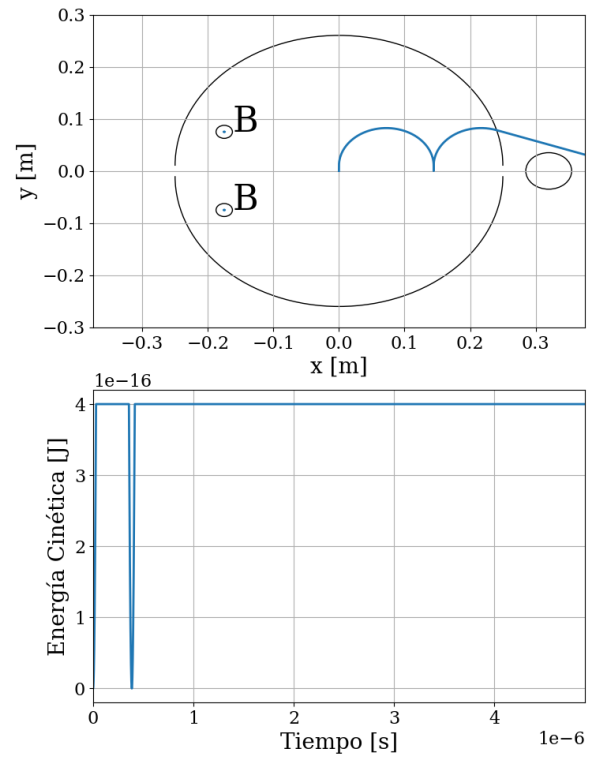 0.3
0.2
0.1
0.0
−0.1
−0.2
−0.3
y [m]
B
B
−0.3 −0.2 −0.1 0.0 0.1 0.2 0.3
x [m]
1e−16
4
3
2
1
0
Energía Cinética [J]
0 1 2 3 4
Tiempo [s]
1e−6